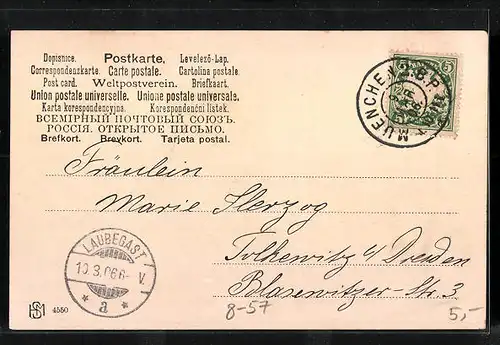 Dopisnice. Postkarte, Levelező-Lap.
Correspondenzkarte. Carte postale. Cartolina postale.
Post card. Weltpostverein. Briefkaart.
Union postale universelle. Unione postale universale.
Karta korespondencyjna. Korespondenční lístek.
ВСЕМІРНЫЙ ПОЧТОВЫЙ СОЮЗЪ.
РОССІЯ. ОТКРЫТОЕ ПИСЬМО.
Brefkort. Brevkort. Tarjeta postal.
MUENCHEN
5
Fräulein
Marie Herzog
Tolkewitz a/ Dresden
Blasewitzer-Str. 3
LAUBEGAST
10.3.06 6- V.
* a *
4550
8-57
5,-